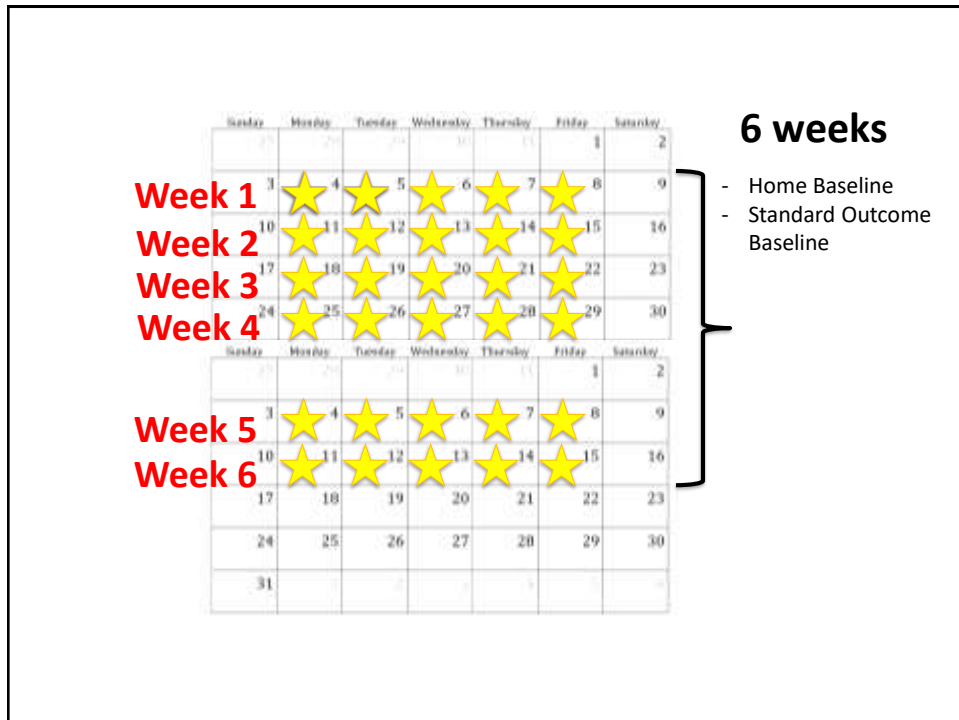 6 weeks
- Home Baseline
- Standard Outcome
Baseline
Sunday Monday Tuesday Wednesday Thursday Friday Saturday
1 2
Week 1 3 4 5 6 7 8 9
Week 2 10 11 12 13 14 15 16
Week 3 17 18 19 20 21 22 23
Week 4 24 25 26 27 28 29 30
Sunday Monday Tuesday Wednesday Thursday Friday Saturday
1 2
Week 5 3 4 5 6 7 8 9
Week 6 10 11 12 13 14 15 16
17 18 19 20 21 22 23
24 25 26 27 28 29 30
31